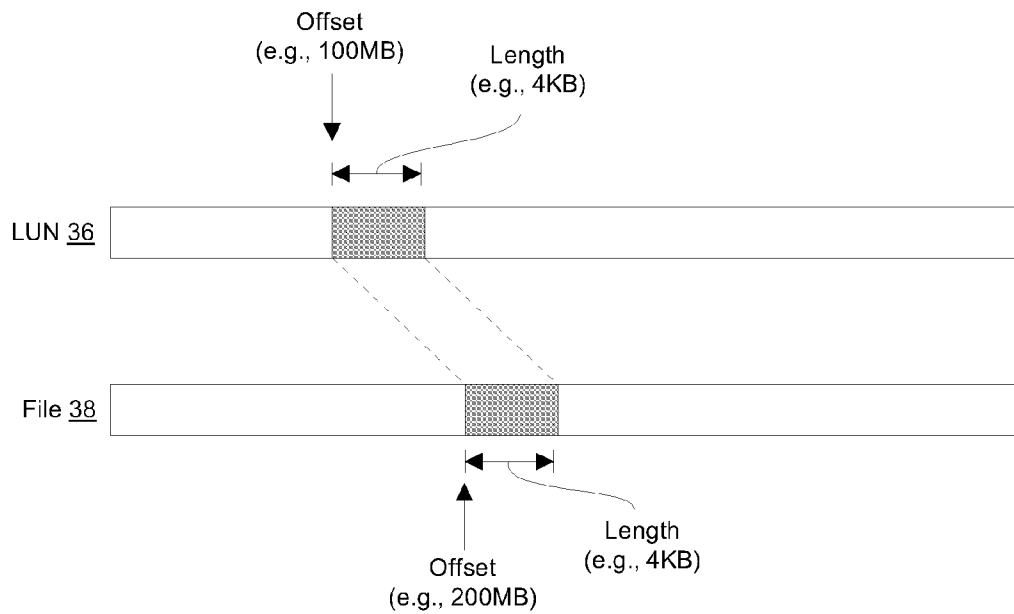 Offset
(e.g., 100MB)
Length
(e.g., 4KB)
LUN 36
File 38
Length
(e.g., 4KB)
Offset
(e.g., 200MB)